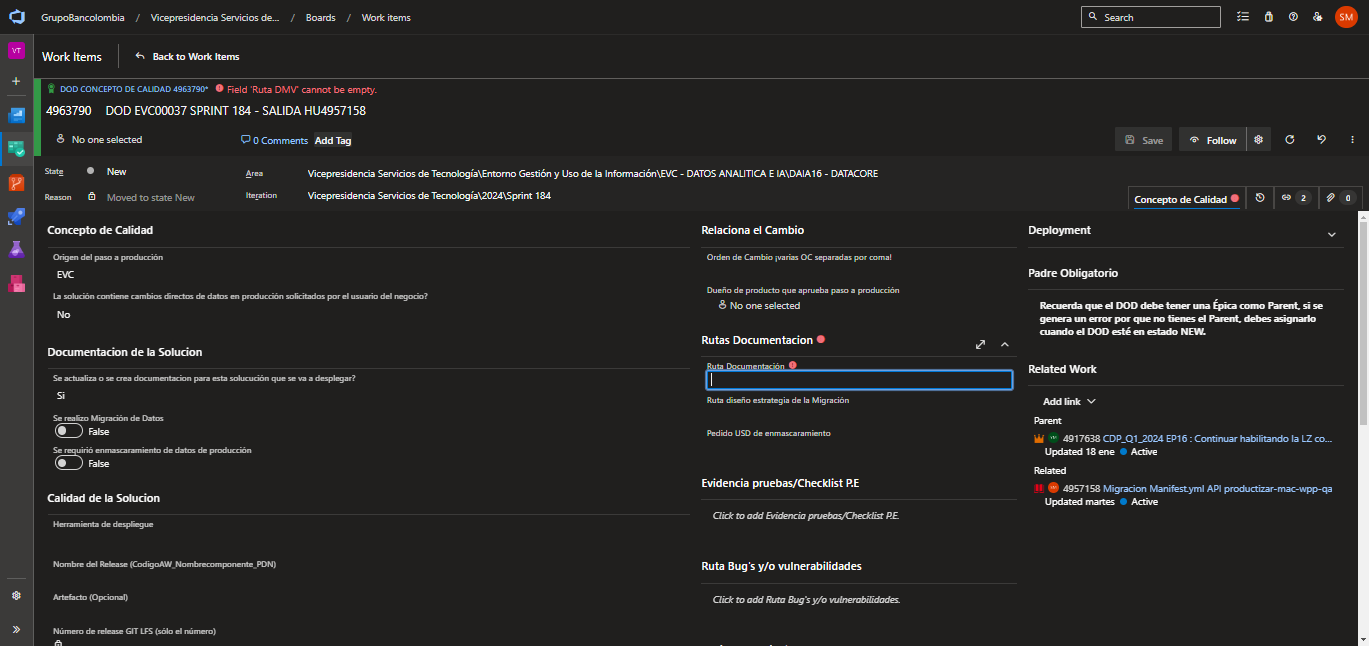 GrupoBancolombia / Vicepresidencia Servicios de... / Boards / Work items
Search
SM
VT
Work Items
Back to Work Items
DOD CONCEPTO DE CALIDAD 4963790*
Field 'Ruta DMV' cannot be empty.
4963790 DOD EVC00037 SPRINT 184 - SALIDA HU4957158
No one selected
0 Comments
Add Tag
Save
Follow
State
New
Area
Vicepresidencia Servicios de Tecnología\Entorno Gestión y Uso de la Información\EVC - DATOS ANALITICA E IA\DAIA16 - DATACORE
Reason
Moved to state New
Iteration
Vicepresidencia Servicios de Tecnología\2024\Sprint 184
Concepto de Calidad
2
0
Concepto de Calidad
Origen del paso a producción
EVC
La solución contiene cambios directos de datos en producción solicitados por el usuario del negocio?
No
Documentacion de la Solucion
Se actualiza o se crea documentacion para esta solucución que se va a desplegar?
Si
Se realizo Migración de Datos
False
Se requirió enmascaramiento de datos de producción
False
Calidad de la Solucion
Herramienta de despliegue
Nombre del Release (CodigoAW_Nombrecomponente_PDN)
Artefacto (Opcional)
Número de release GIT LFS (sólo el número)
Relaciona el Cambio
Orden de Cambio ¡varias OC separadas por coma!
Dueño de producto que aprueba paso a producción
No one selected
Rutas Documentacion
Ruta Documentación
Ruta diseño estrategia de la Migración
Pedido USD de enmascaramiento
Evidencia pruebas/Checklist P.E
Click to add Evidencia pruebas/Checklist P.E.
Ruta Bug's y/o vulnerabilidades
Click to add Ruta Bug's y/o vulnerabilidades.
Deployment
Padre Obligatorio
Recuerda que el DOD debe tener una Épica como Parent, si se
genera un error por que no tienes el Parent, debes asignarlo
cuando el DOD esté en estado NEW.
Related Work
Add link
Parent
4917638 CDP_Q1_2024 EP16 : Continuar habilitando la LZ co...
Updated 18 ene Active
Related
4957158 Migracion Manifest.yml API productizar-mac-wpp-qa
Updated martes Active